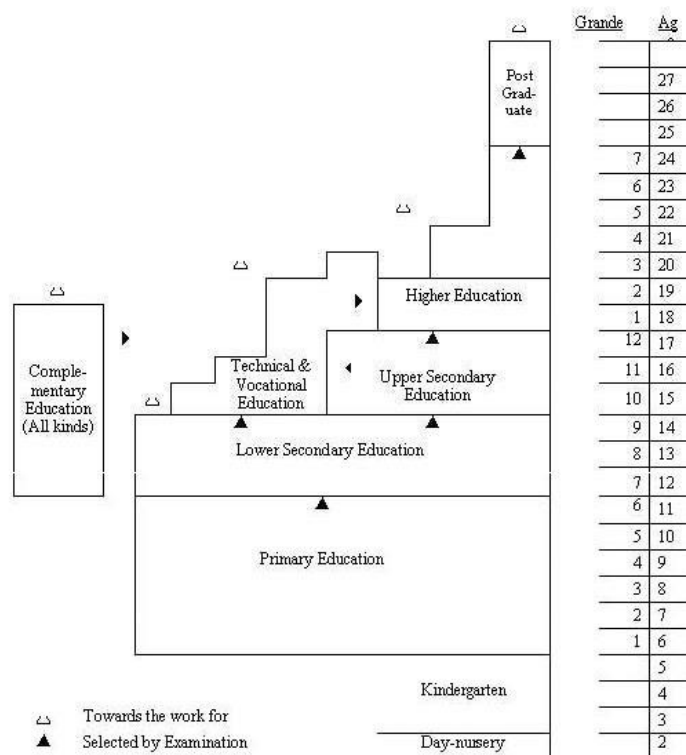 Grande Ag
Post
Grad-
uate
27
26
25
7 24
6 23
5 22
4 21
3 20
Higher Education
2 19
1 18
12 17
Comple-
mentary
Education
(All kinds)
Technical &
Vocational
Education
Upper Secondary
Education
11 16
10 15
9 14
Lower Secondary Education
8 13
7 12
6 11
5 10
Primary Education
4 9
3 8
2 7
1 6
5
Kindergarten
4
Towards the work for
3
Selected by Examination
Day-nursery
2